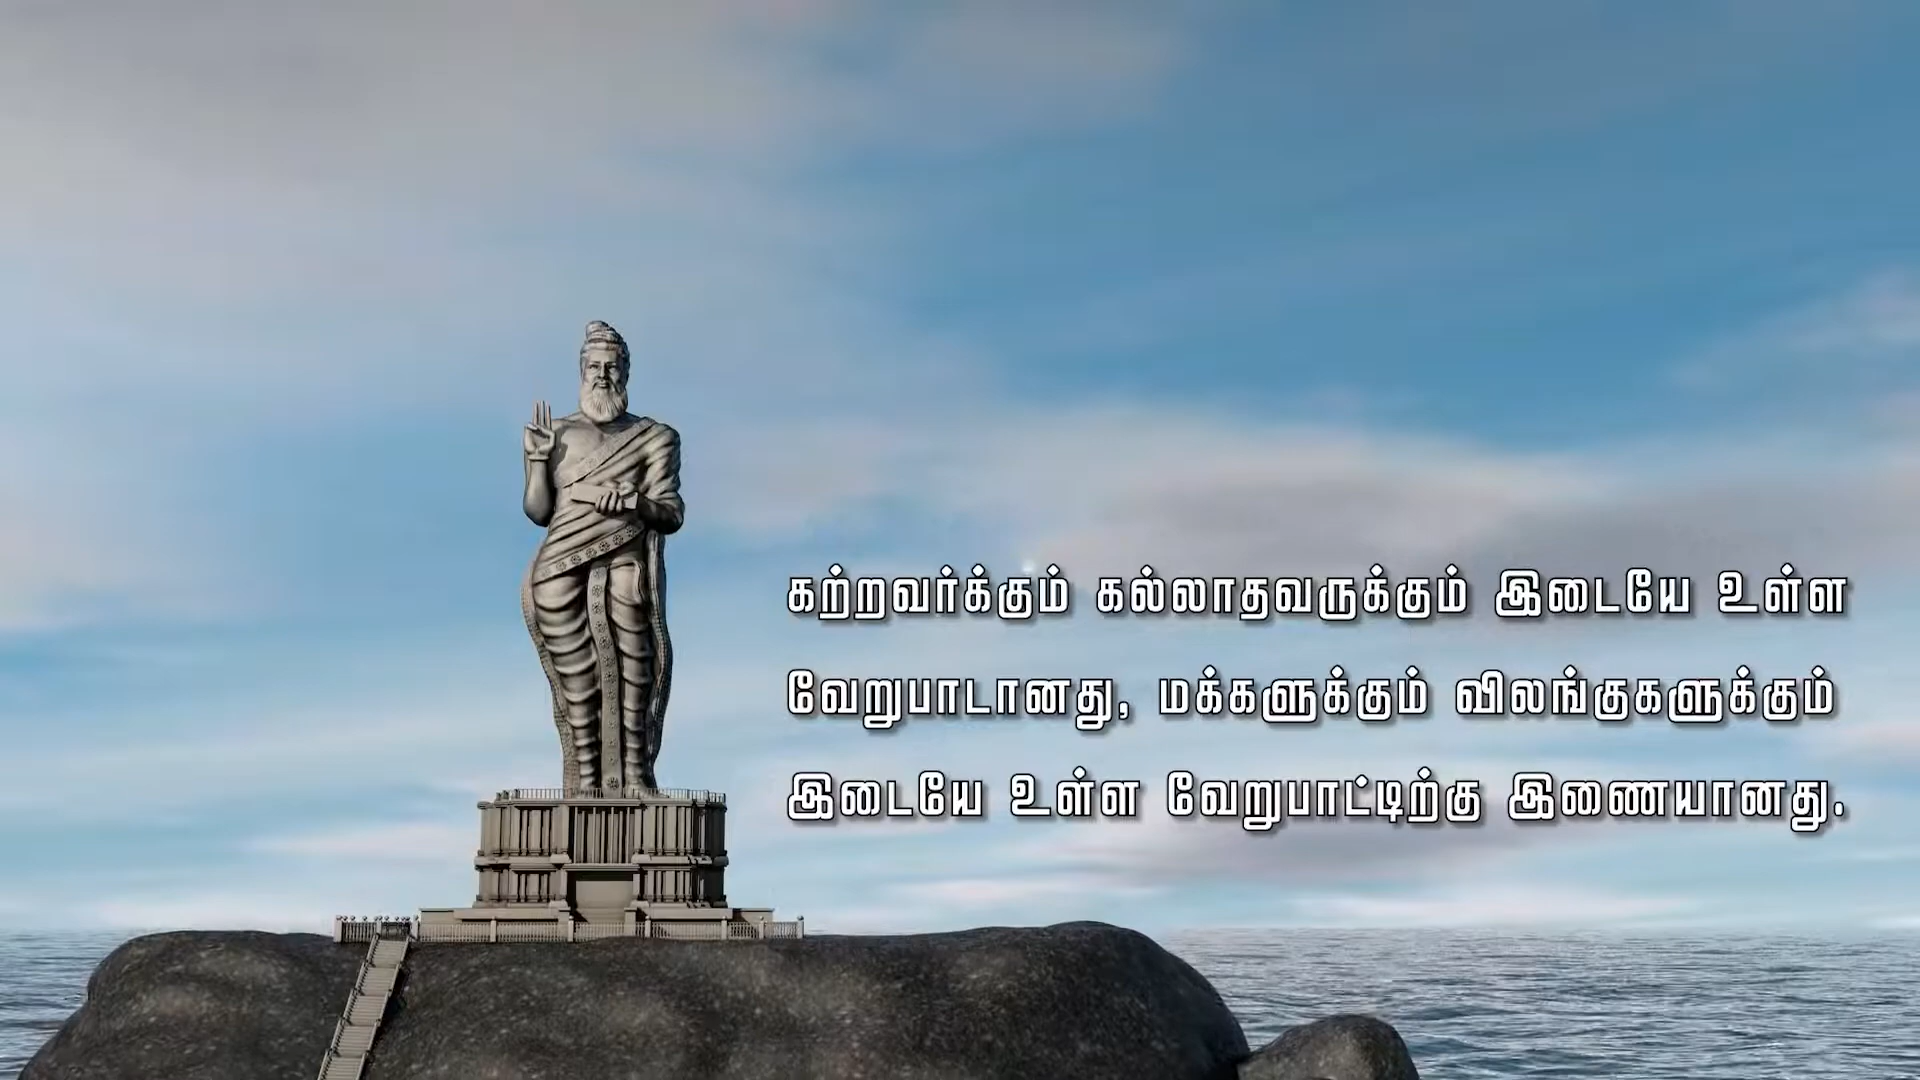 கற்றவர்க்கும் கல்லாதவருக்கும் இடையே உள்ள
வேறுபாடானது, மக்களுக்கும் விலங்குகளுக்கும்
இடையே உள்ள வேறுபாட்டிற்கு இணையானது.